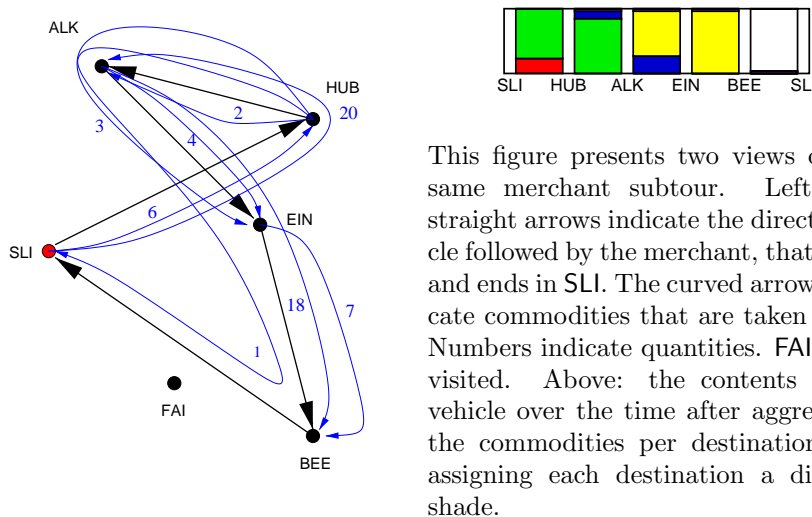 ALK
HUB
2
20
3
4
6
EIN
SLI
18
7
1
FAI
BEE
SLI HUB ALK EIN BEE SL
This figure presents two views o
same merchant subtour. Left
straight arrows indicate the direct
cle followed by the merchant, that
and ends in SLI. The curved arrow
cate commodities that are taken
Numbers indicate quantities. FAI
visited. Above: the contents
vehicle over the time after aggre
the commodities per destination
assigning each destination a di
shade.